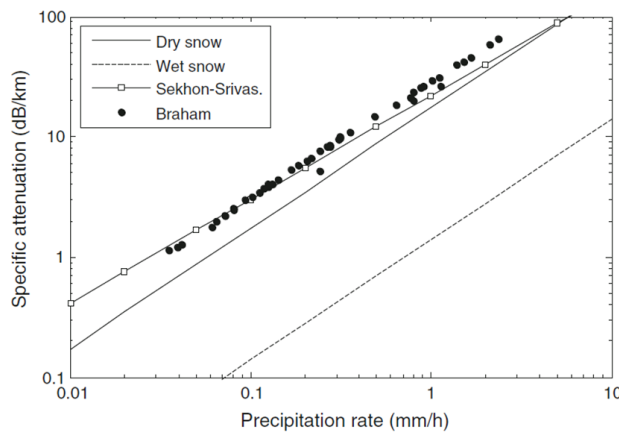 Specific attenuation (dB/km)
100
10
1
0.1
Dry snow
Wet snow
Sekhon-Srivas.
Braham
0.01
0.1
1
10
Precipitation rate (mm/h)